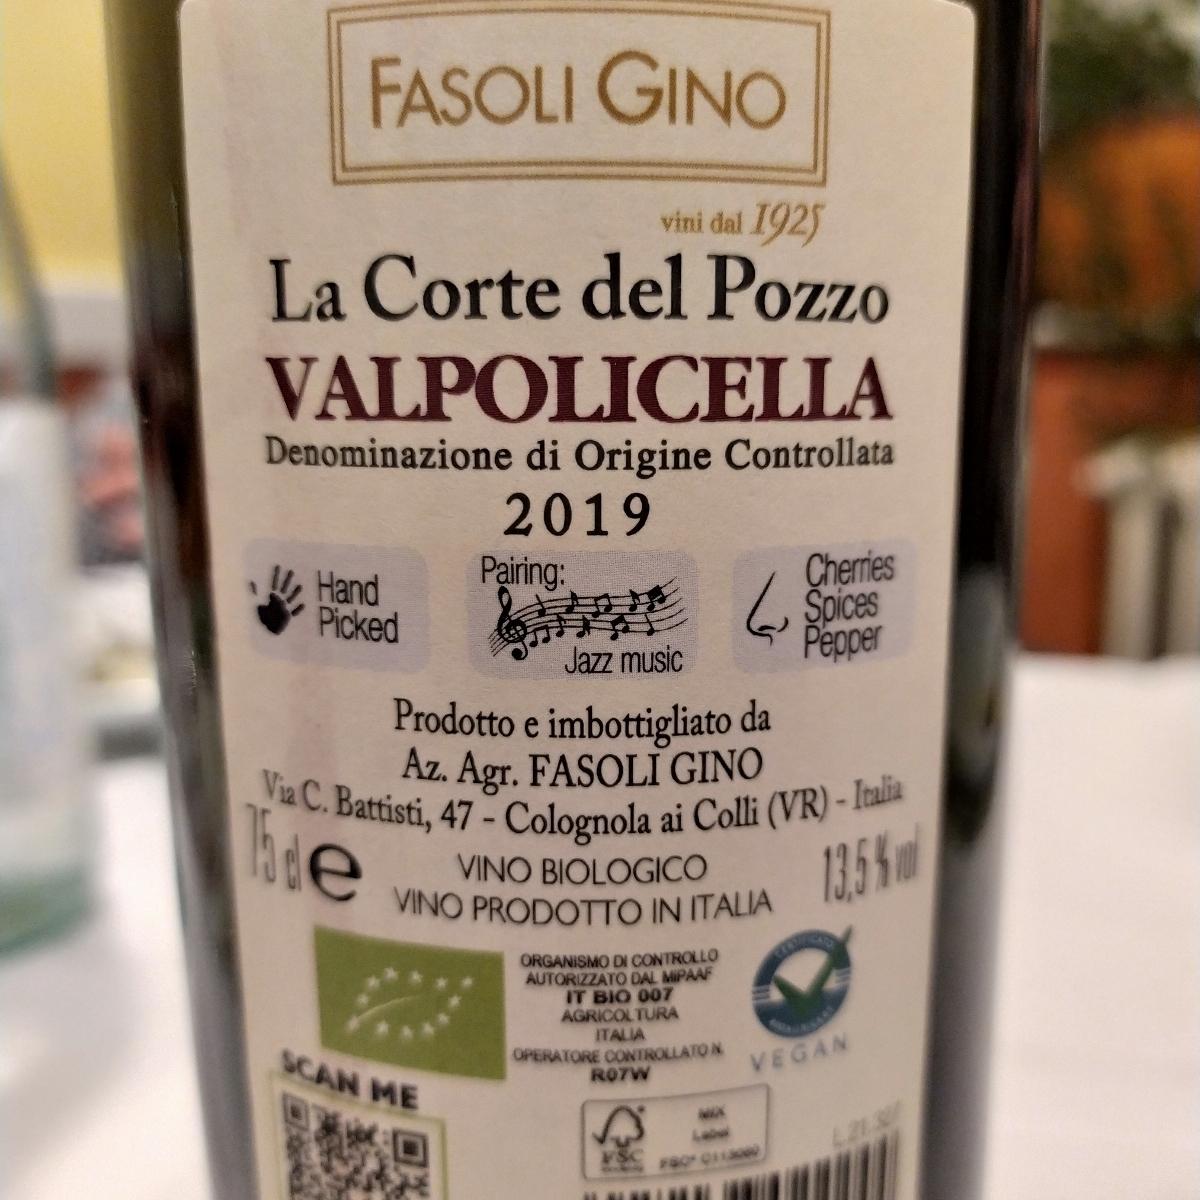 FASOLI GINO
vini dal 1925
La Corte del Pozzo
VALPOLICELLA
Denominazione di Origine Controllata
2019
Hand
Picked
Pairing:
Jazz music
Cherries
Spices
Pepper
Prodotto e imbottigliato da
Az. Agr. FASOLI GINO
Via C. Battisti, 47 - Colognola ai Colli (VR) - Italia
75 cl e
VINO BIOLOGICO
VINO PRODOTTO IN ITALIA
13,5 % vol
ORGANISMO DI CONTROLLO
AUTORIZZATO DAL MIPAAF
IT BIO 007
AGRICOLTURA
ITALIA
OPERATORE CONTROLLATO N.
R07W
VEGAN
SCAN ME
FSC
MIX
Label